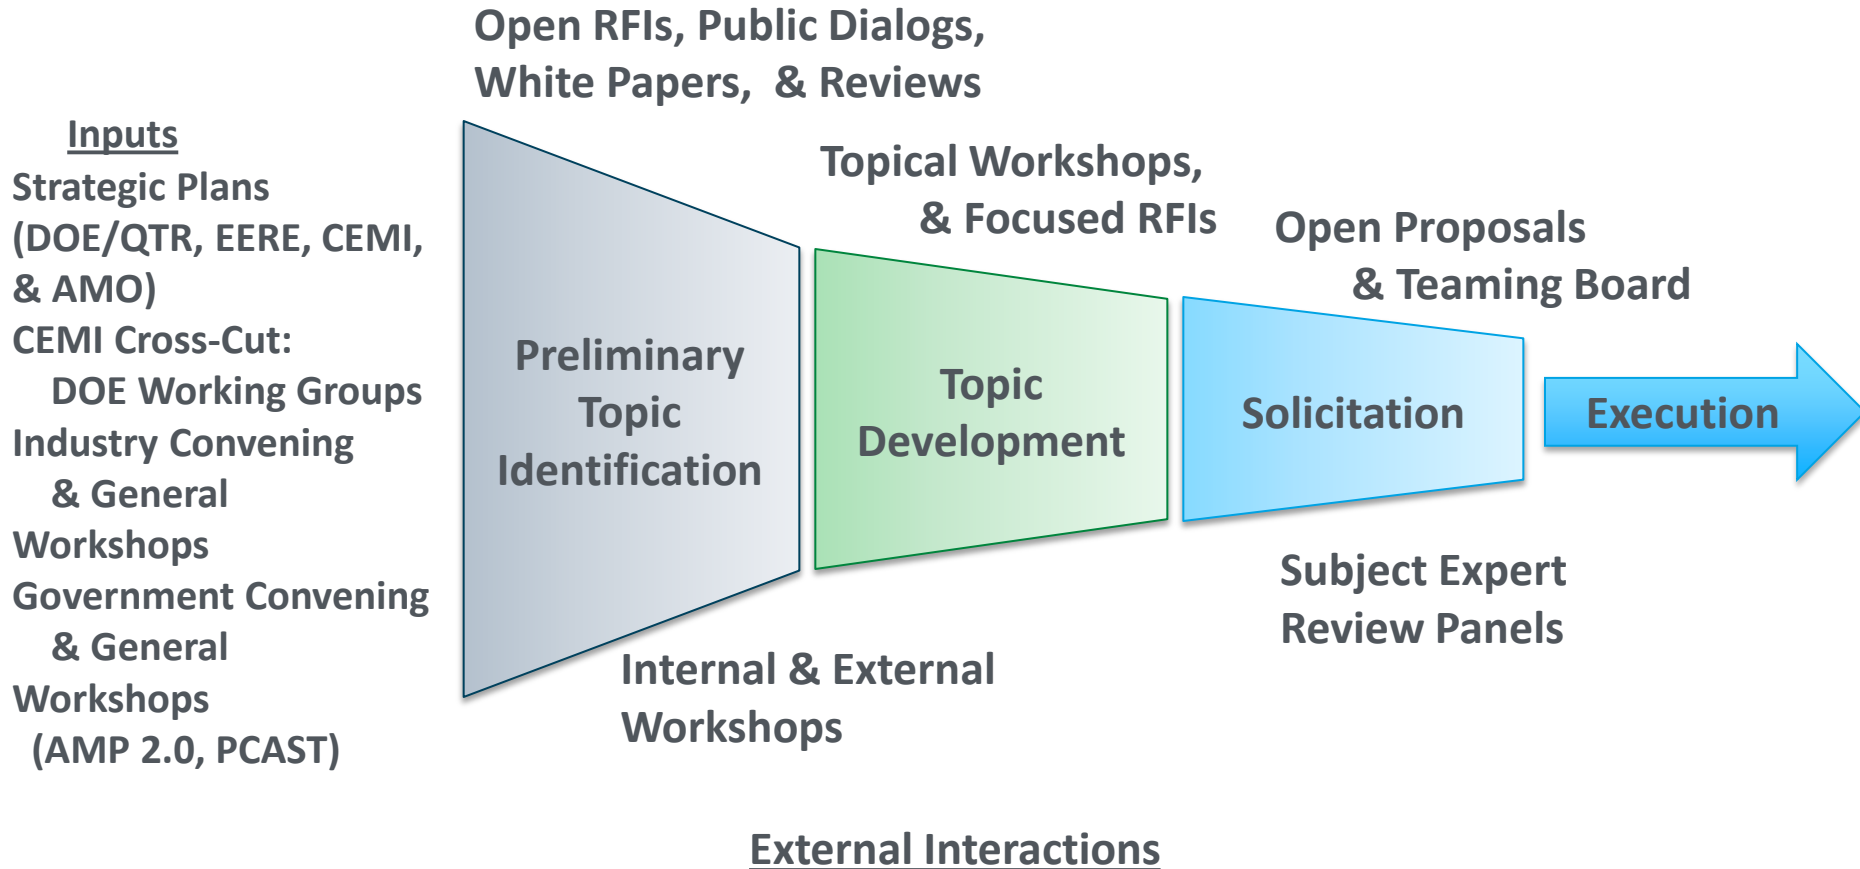 Open RFIs, Public Dialogs,
White Papers,  & Reviews
Inputs
Strategic Plans
(DOE/QTR, EERE, CEMI,
& AMO)
CEMI Cross-Cut:
DOE Working Groups
Industry Convening
& General
Workshops
Government Convening
& General
Workshops
(AMP 2.0, PCAST)
Topical Workshops,
& Focused RFIs
Open Proposals
& Teaming Board
Preliminary
Topic
Identification
Topic
Development
Solicitation
Execution
Internal & External
Workshops
Subject Expert
Review Panels
External Interactions